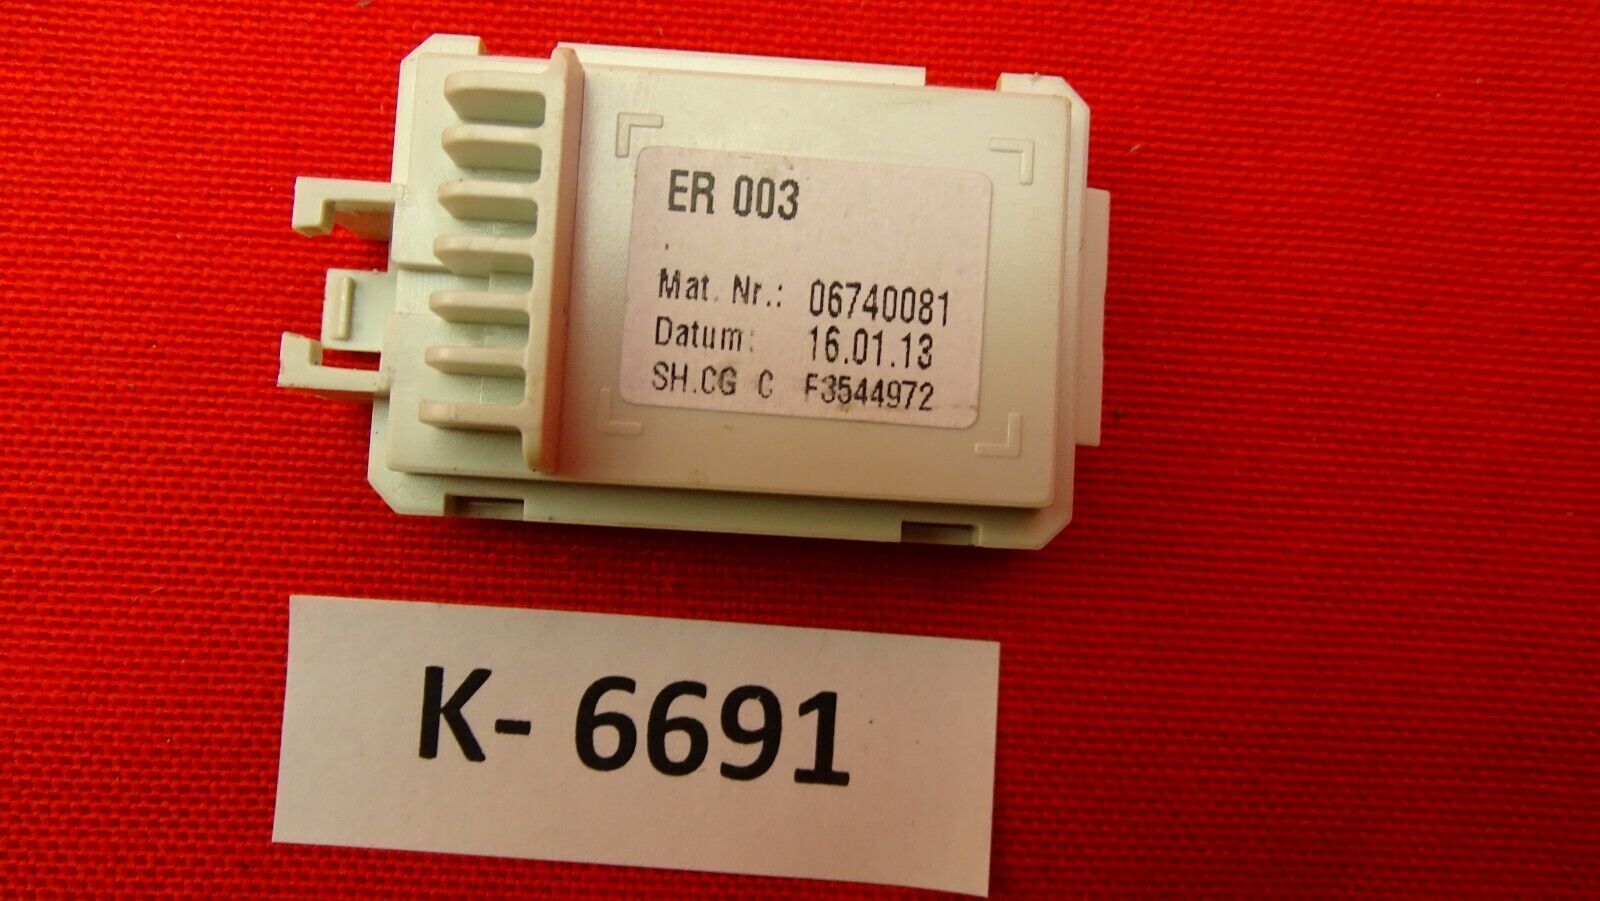 ER 003
Mat. Nr.: 06740081
Datum: 16.01.13
SH.CG C F3544972
K- 6691